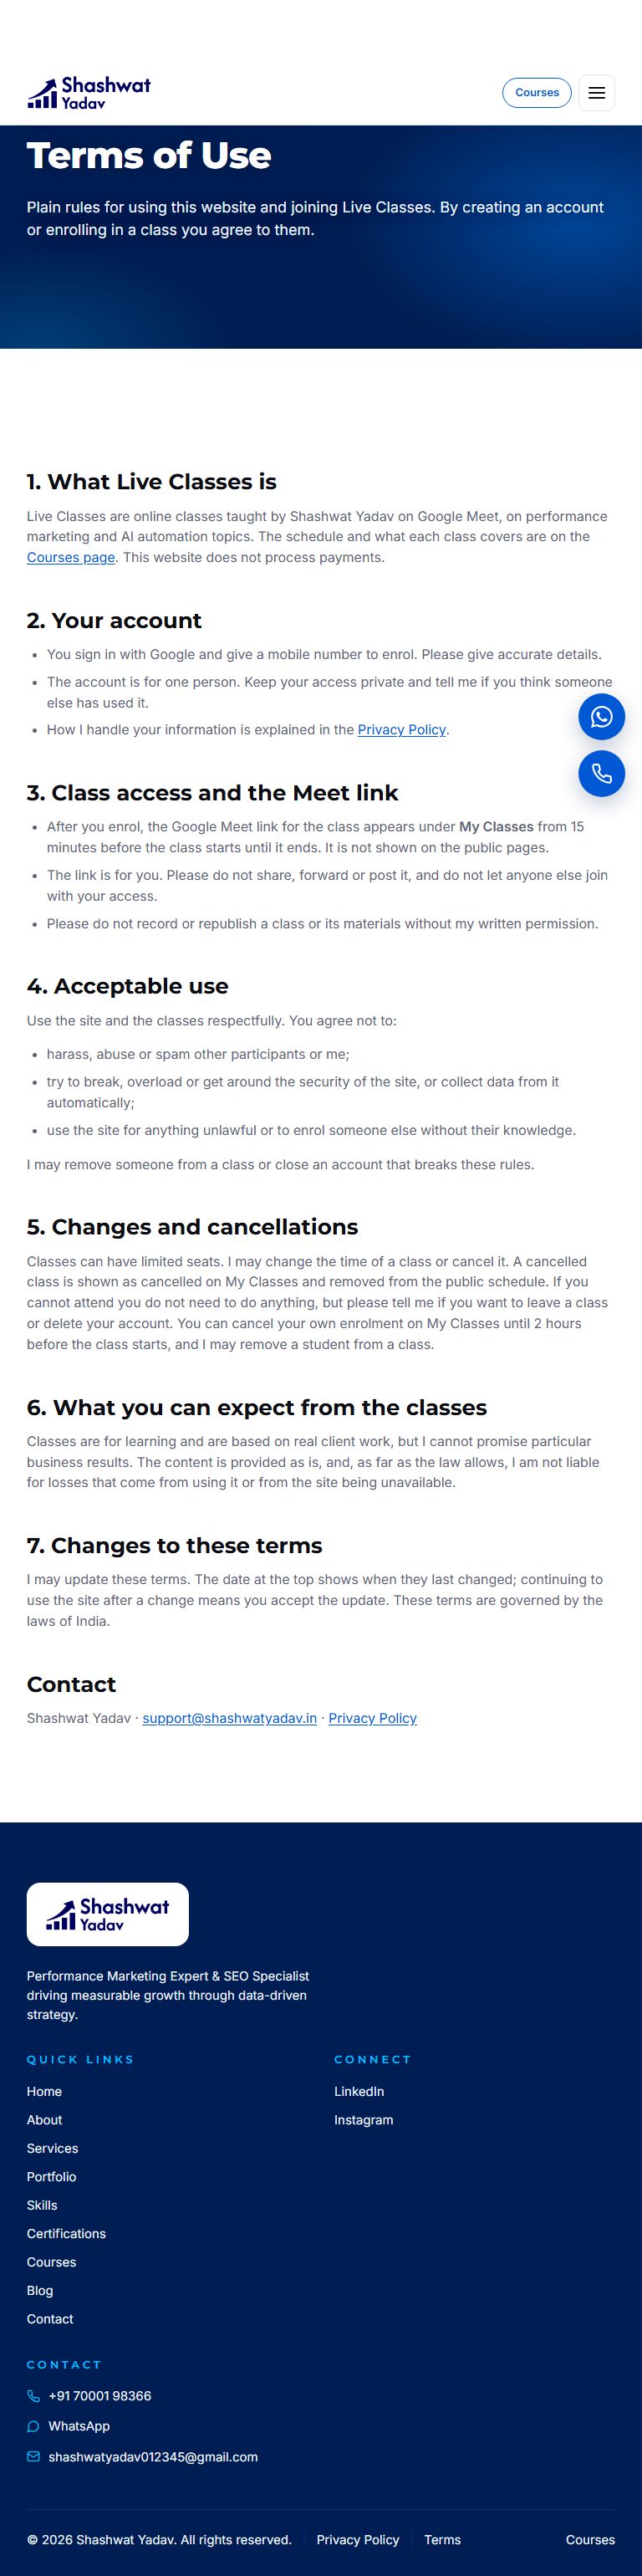 Shashwat
Yadav
Courses
Terms of Use
Plain rules for using this website and joining Live Classes. By creating an account
or enrolling in a class you agree to them.
1. What Live Classes is
Live Classes are online classes taught by Shashwat Yadav on Google Meet, on performance
marketing and AI automation topics. The schedule and what each class covers are on the
Courses page. This website does not process payments.
2. Your account
• You sign in with Google and give a mobile number to enrol. Please give accurate details.
• The account is for one person. Keep your access private and tell me if you think someone
else has used it.
• How I handle your information is explained in the Privacy Policy.
3. Class access and the Meet link
• After you enrol, the Google Meet link for the class appears under My Classes from 15
minutes before the class starts until it ends. It is not shown on the public pages.
• The link is for you. Please do not share, forward or post it, and do not let anyone else join
with your access.
• Please do not record or republish a class or its materials without my written permission.
4. Acceptable use
Use the site and the classes respectfully. You agree not to:
• harass, abuse or spam other participants or me;
• try to break, overload or get around the security of the site, or collect data from it
automatically;
• use the site for anything unlawful or to enrol someone else without their knowledge.
I may remove someone from a class or close an account that breaks these rules.
5. Changes and cancellations
Classes can have limited seats. I may change the time of a class or cancel it. A cancelled
class is shown as cancelled on My Classes and removed from the public schedule. If you
cannot attend you do not need to do anything, but please tell me if you want to leave a class
or delete your account. You can cancel your own enrolment on My Classes until 2 hours
before the class starts, and I may remove a student from a class.
6. What you can expect from the classes
Classes are for learning and are based on real client work, but I cannot promise particular
business results. The content is provided as is, and, as far as the law allows, I am not liable
for losses that come from using it or from the site being unavailable.
7. Changes to these terms
I may update these terms. The date at the top shows when they last changed; continuing to
use the site after a change means you accept the update. These terms are governed by the
laws of India.
Contact
Shashwat Yadav · support@shashwatyadav.in · Privacy Policy
Shashwat
Yadav
Performance Marketing Expert & SEO Specialist
driving measurable growth through data-driven
strategy.
QUICK LINKS
Home
About
Services
Portfolio
Skills
Certifications
Courses
Blog
Contact
CONNECT
LinkedIn
Instagram
CONTACT
+91 70001 98366
WhatsApp
shashwatyadav012345@gmail.com
© 2026 Shashwat Yadav. All rights reserved. Privacy Policy Terms Courses